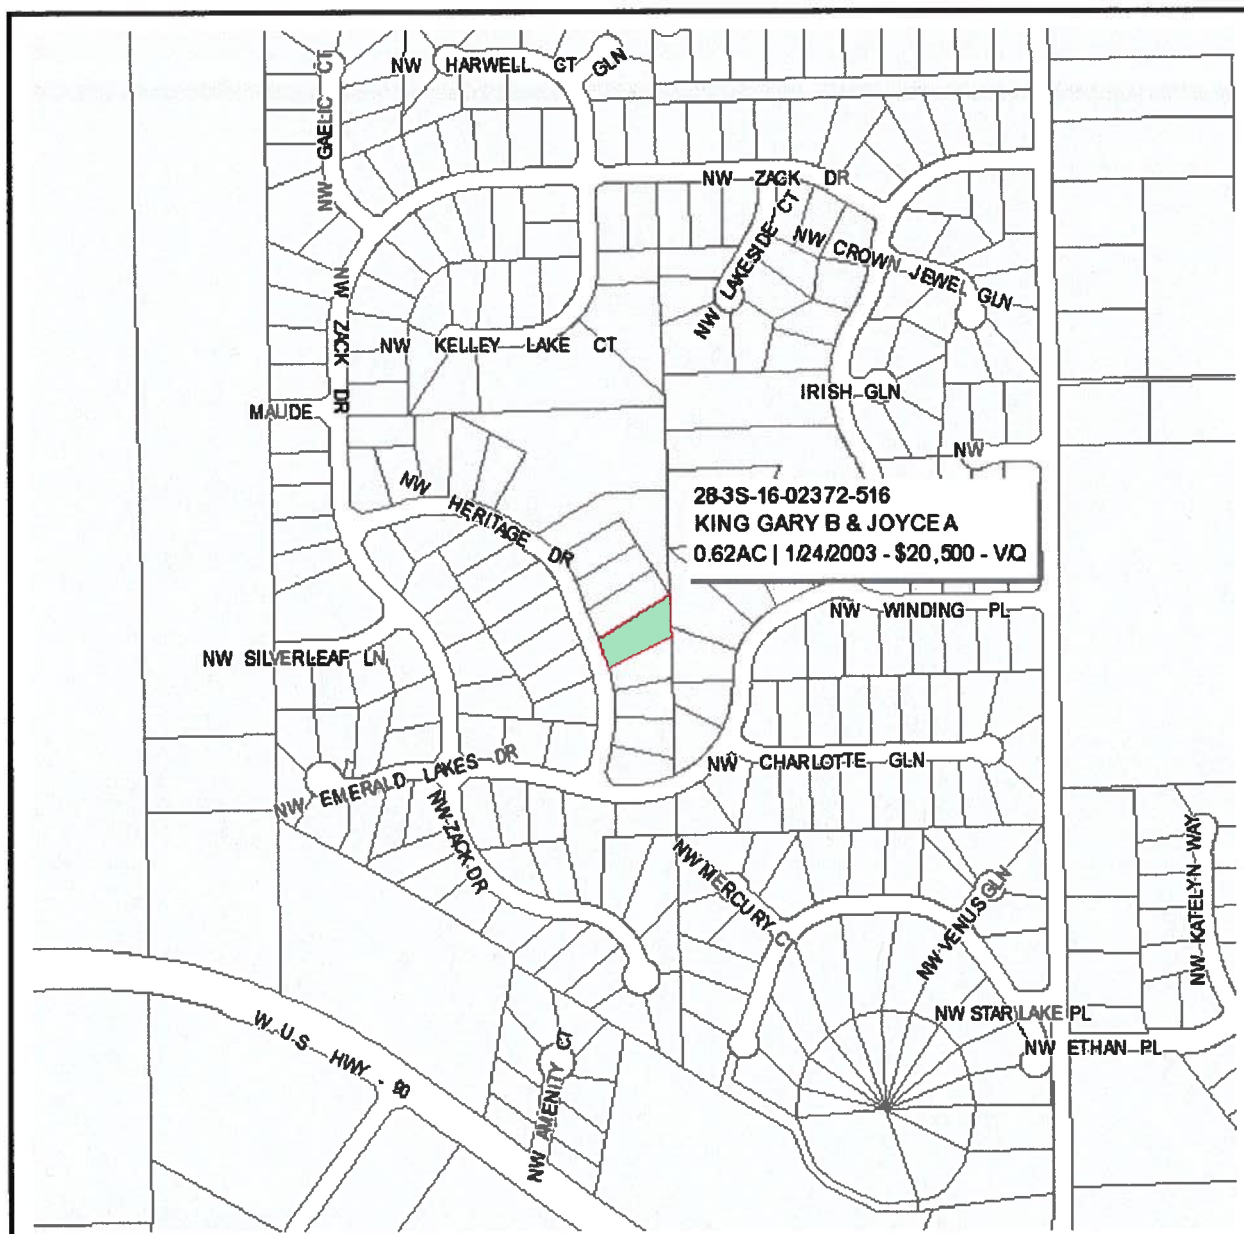 NW HARWELL CT
GLN
NW GAELIC CT
NW ZACK DR
NW LAKESIDE CT
NW CROWN JEWEL GLN
NW ZACK DR
NW KELLEY LAKE CT
IRISH GLN
MAUDE
NW
NW HERITAGE DR
28-3S-16-02372-516
KING GARY B & JOYCE A
0.62AC | 1/24/2003 - $20,500 - V/Q
NW WINDING PL
NW SILVERLEAF LN
NW EMERALD LAKES DR
NW CHARLOTTE GLN
NW ZACK DR
NW MERCURY CT
NW VENUS GLN
NW KATELYN WAY
NW STAR LAKE PL
NW ETHAN PL
W US HWY 90
NW AMENITY CT